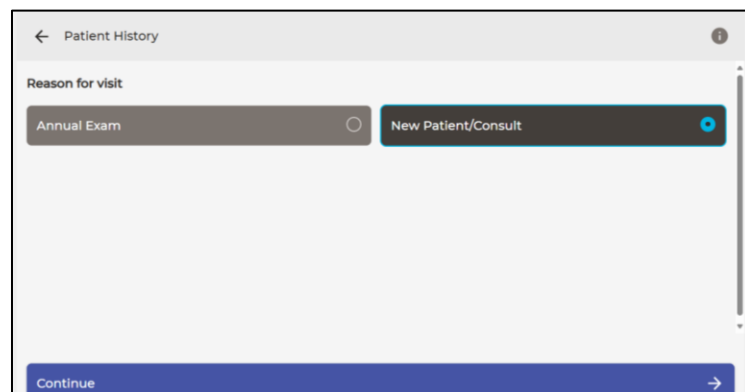 Patient History
Reason for visit
Annual Exam
New Patient/Consult
Continue